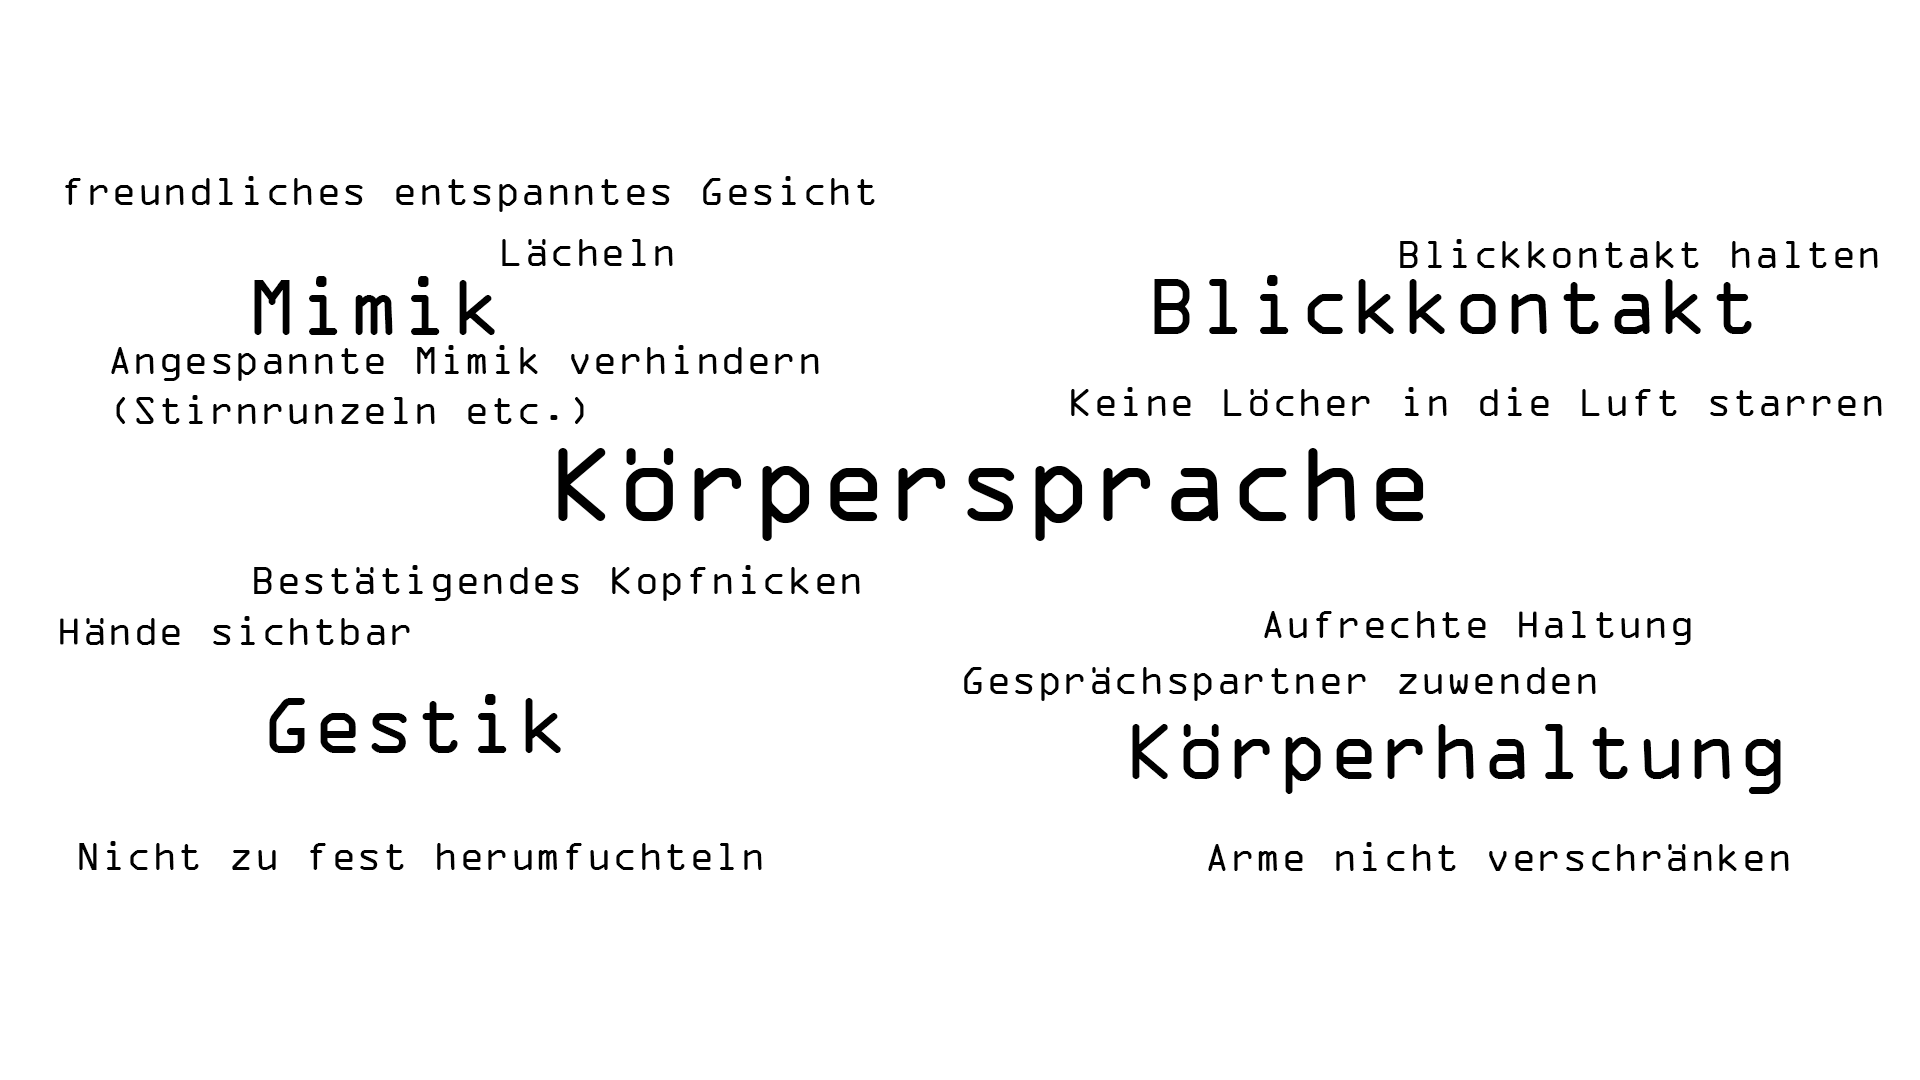 freundliches entspanntes Gesicht
Lächeln
Mimik
Angespannte Mimik verhindern
(Stirnrunzeln etc.)
Blickkontakt halten
Blickkontakt
Keine Löcher in die Luft starren
Körpersprache
Bestätigendes Kopfnicken
Hände sichtbar
Gestik
Nicht zu fest herumfuchteln
Aufrechte Haltung
Gesprächspartner zuwenden
Körperhaltung
Arme nicht verschränken